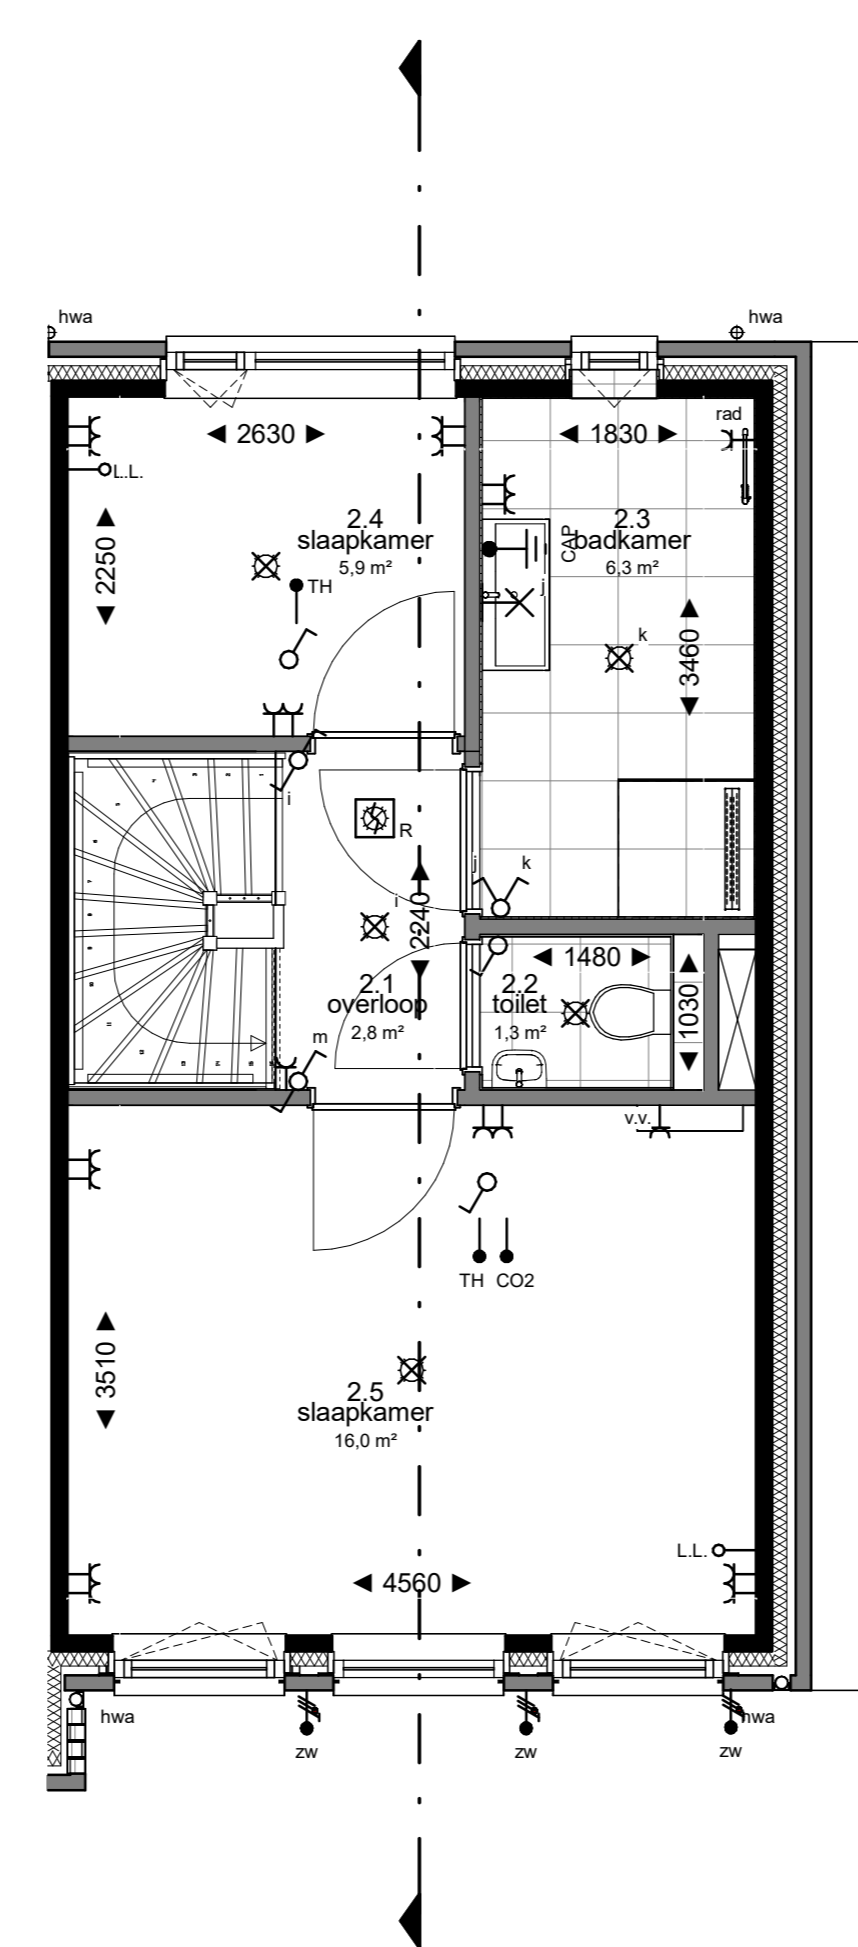 hwa
hwa
2630
1830
rad
L.L.
2.4
slaapkamer
5,9 m²
2.3
badkamer
6,3 m²
CAP
2250
TH
j
k
3460
i
R
j
k
i
2240
1480
2.1
overloop
2,8 m²
2.2
toilet
1,3 m²
1030
m
v.v.
TH
CO2
3510
2.5
slaapkamer
16,0 m²
L.L.
4560
hwa
hwa
zw
zw
zw